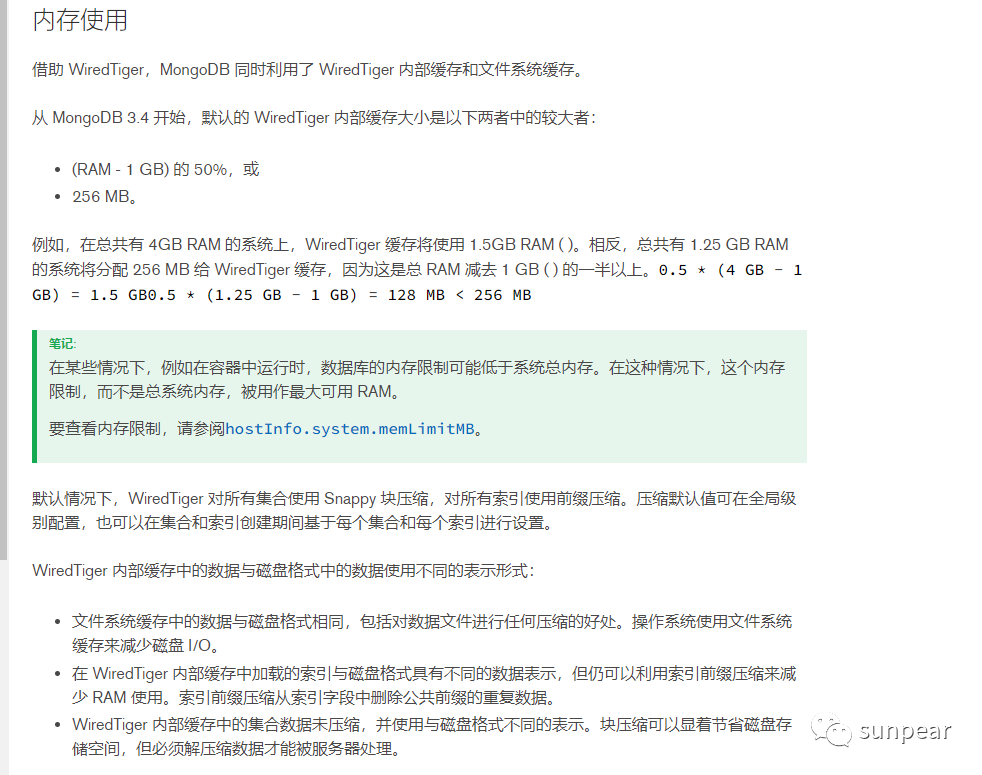 内存使用
借助 WiredTiger，MongoDB 同时利用了 WiredTiger 内部缓存和文件系统缓存。
从 MongoDB 3.4 开始，默认的 WiredTiger 内部缓存大小是以下两者中的较大者：
• (RAM - 1 GB) 的 50%，或
• 256 MB。
例如，在总共有 4GB RAM 的系统上，WiredTiger 缓存将使用 1.5GB RAM ( )。相反，总共有 1.25 GB RAM
的系统将分配 256 MB 给 WiredTiger 缓存，因为这是总 RAM 减去 1 GB ( ) 的一半以上。0.5 * (4 GB - 1
GB) = 1.5 GB0.5 * (1.25 GB - 1 GB) = 128 MB < 256 MB
笔记:
在某些情况下，例如在容器中运行时，数据库的内存限制可能低于系统总内存。在这种情况下，这个内存
限制，而不是总系统内存，被用作最大可用 RAM。
要查看内存限制，请参阅hostInfo.system.memLimitMB。
默认情况下，WiredTiger 对所有集合使用 Snappy 块压缩，对所有索引使用前缀压缩。压缩默认值可在全局级
别配置，也可以在集合和索引创建期间基于每个集合和每个索引进行设置。
WiredTiger 内部缓存中的数据与磁盘格式中的数据使用不同的表示形式：
• 文件系统缓存中的数据与磁盘格式相同，包括对数据文件进行任何压缩的好处。操作系统使用文件系统
缓存来减少磁盘 I/O。
• 在 WiredTiger 内部缓存中加载的索引与磁盘格式具有不同的数据表示，但仍可以利用索引前缀压缩来减
少 RAM 使用。索引前缀压缩从索引字段中删除公共前缀的重复数据。
• WiredTiger 内部缓存中的集合数据未压缩，并使用与磁盘格式不同的表示。块压缩可以显着节省磁盘存
储空间，但必须解压缩数据才能被服务器处理。
sunpear